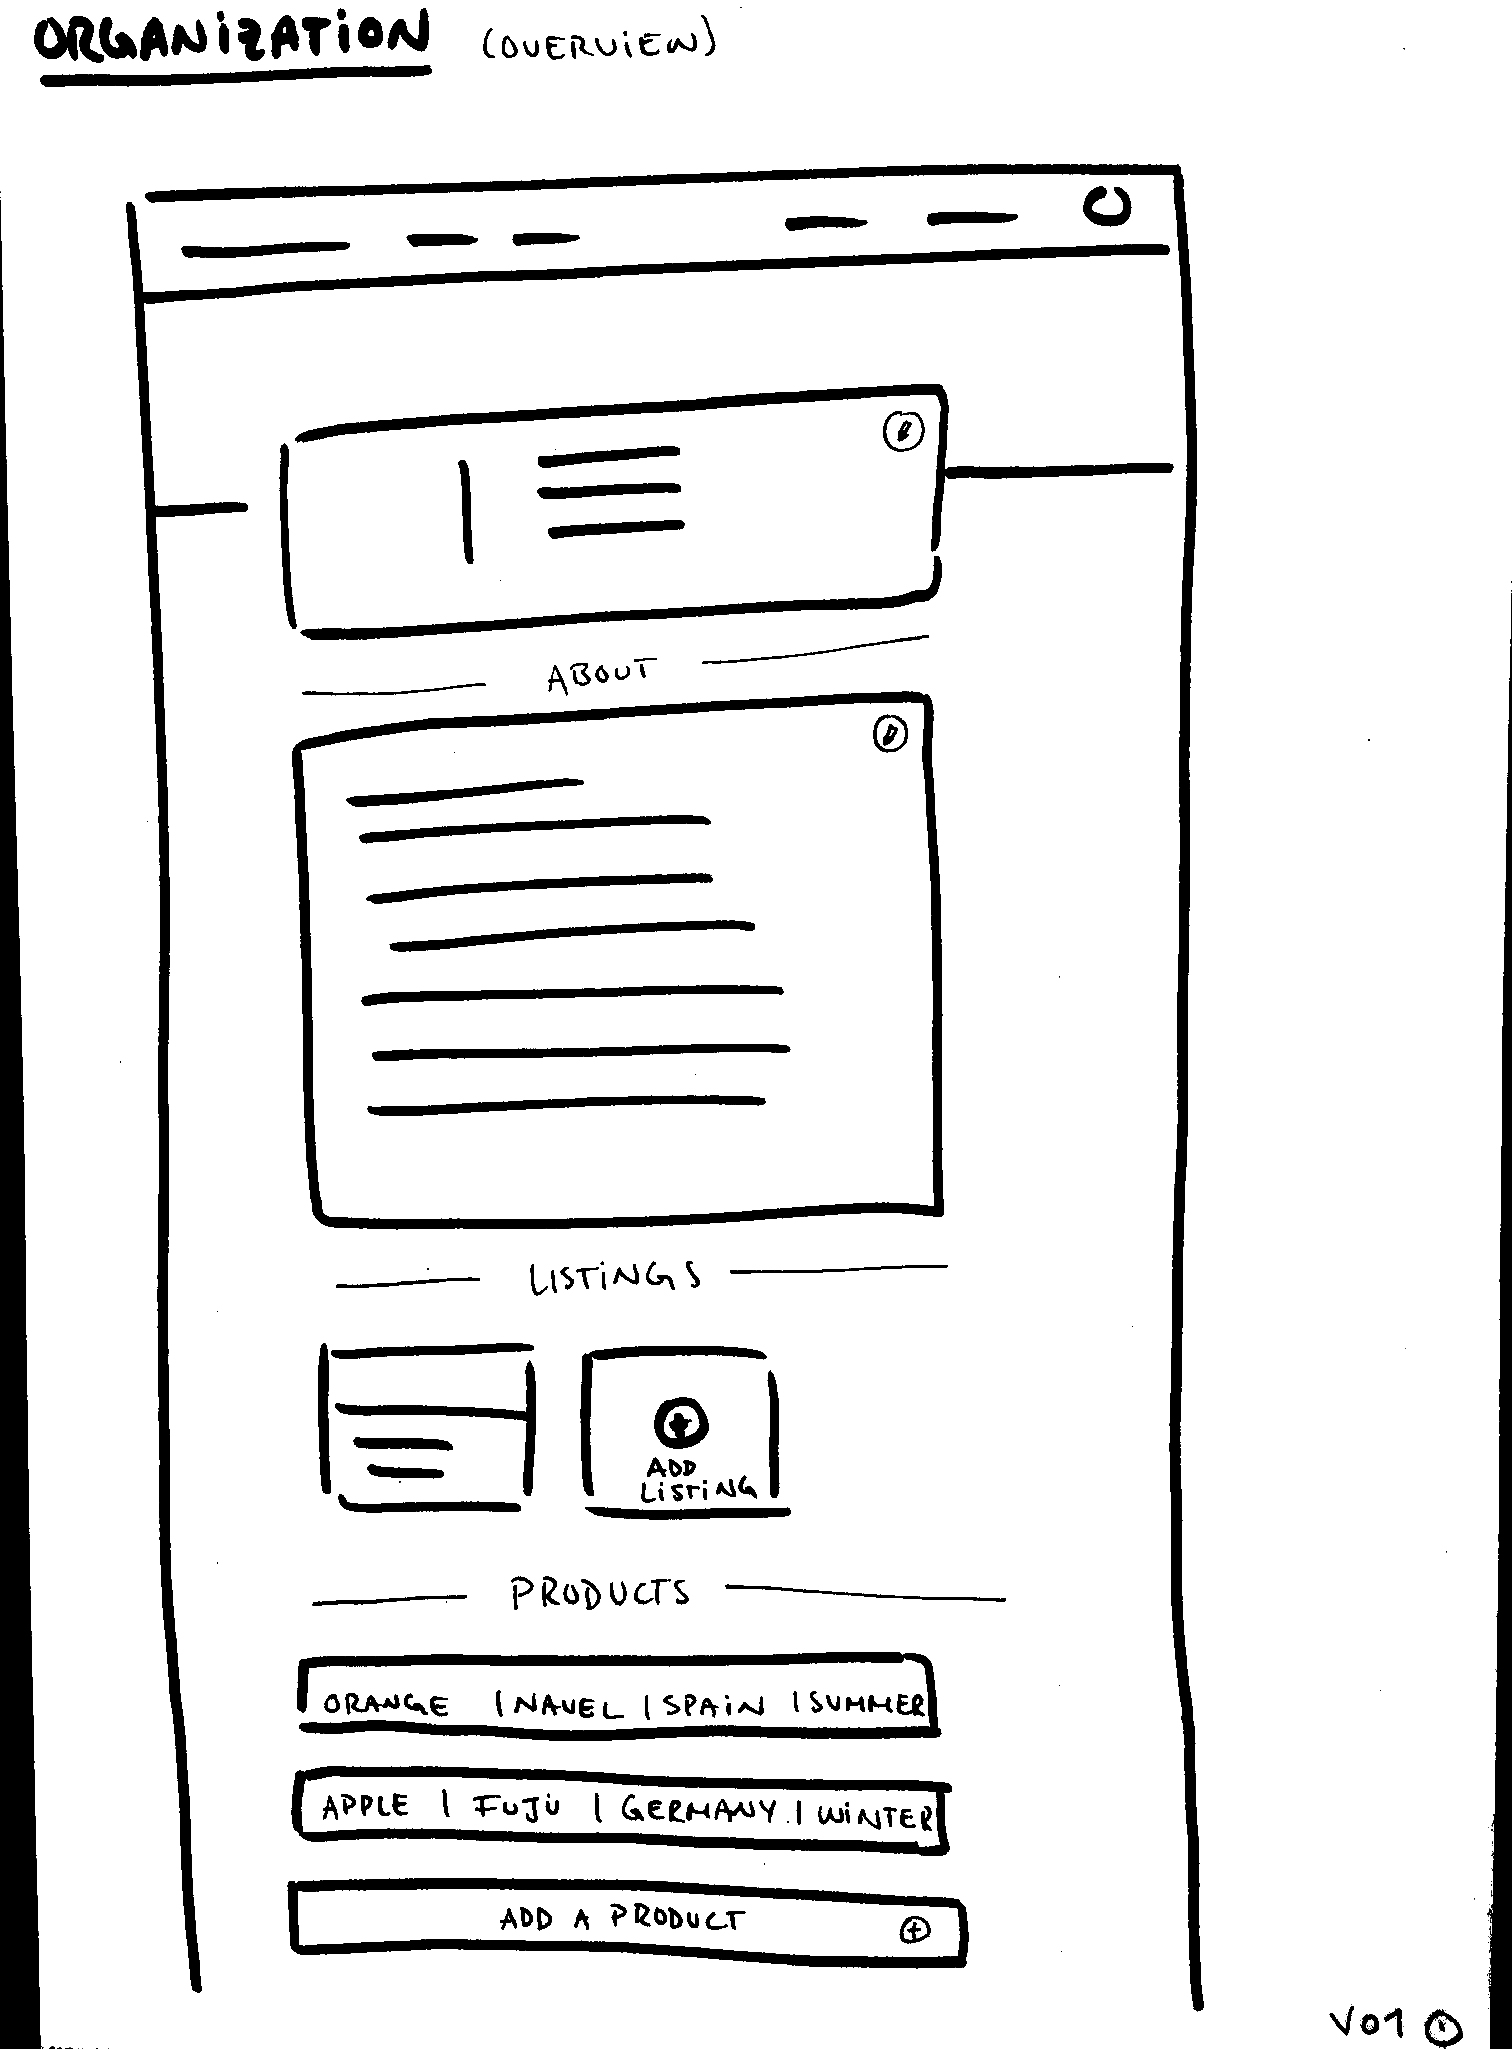 ORGANiZATiON (OVERViEW)
ABOUT
LISTiNGS
ADD
LiSTiNG
PRODUCTS
ORANGE | NAVEL | SPAiN | SUMMER
APPLE | FUJU | GERMANY. | WiNTER
ADD A PRODUCT
V01